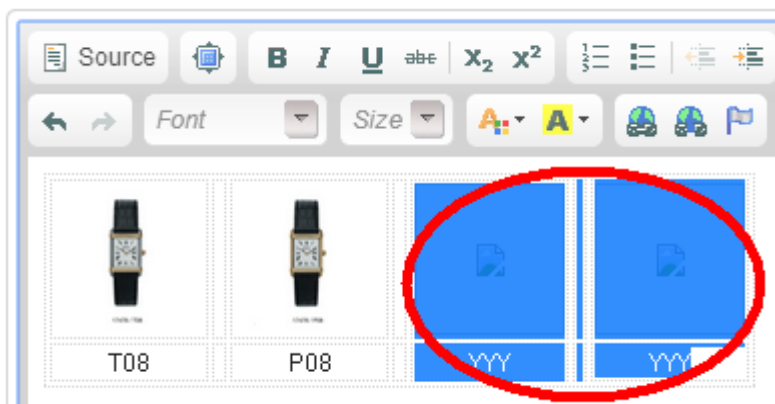 Source B I U abc X₂ X²
Font Size A A
T08 P08 YYY YYY